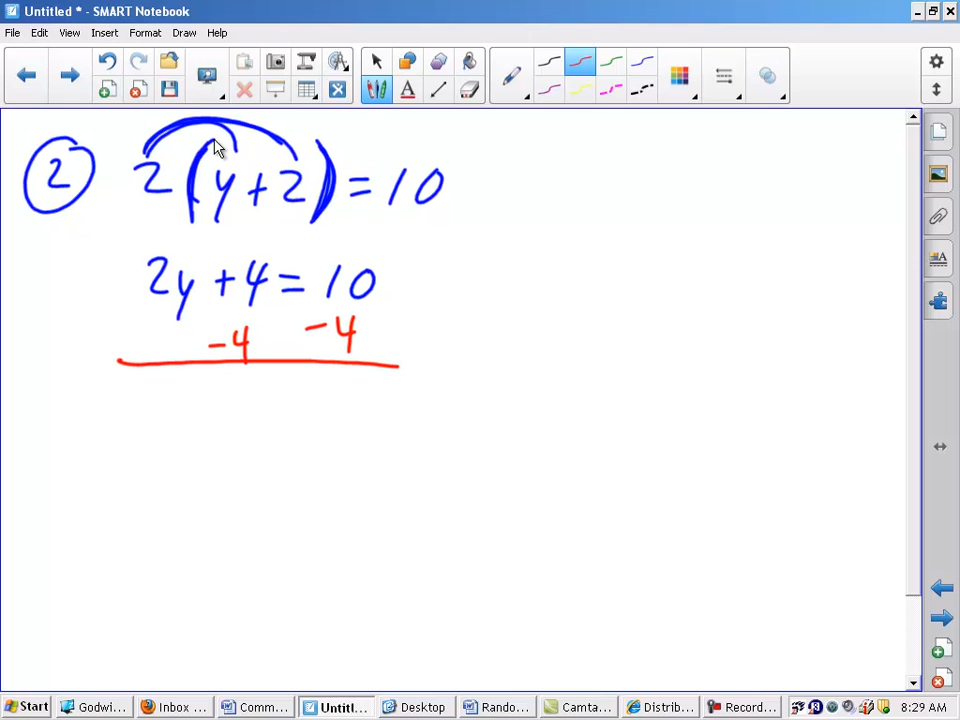 Untitled * - SMART Notebook
File Edit View Insert Format Draw Help
2 2(y+2)=10
2y+4=10
-4 -4
Start Godwi... Inbox ... Comm... Untitl... Desktop Rando... Camta... Distrib... Record... 8:29 AM